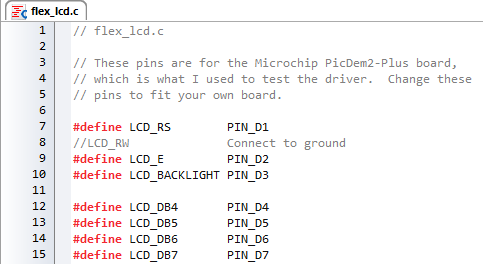 flex_lcd.c
1 // flex_lcd.c
2
3 // These pins are for the Microchip PicDem2-Plus board,
4 // which is what I used to test the driver.  Change these
5 // pins to fit your own board.
6
7 #define LCD_RS        PIN_D1
8 //LCD_RW              Connect to ground
9 #define LCD_E         PIN_D2
10 #define LCD_BACKLIGHT PIN_D3
11
12 #define LCD_DB4       PIN_D4
13 #define LCD_DB5       PIN_D5
14 #define LCD_DB6       PIN_D6
15 #define LCD_DB7       PIN_D7